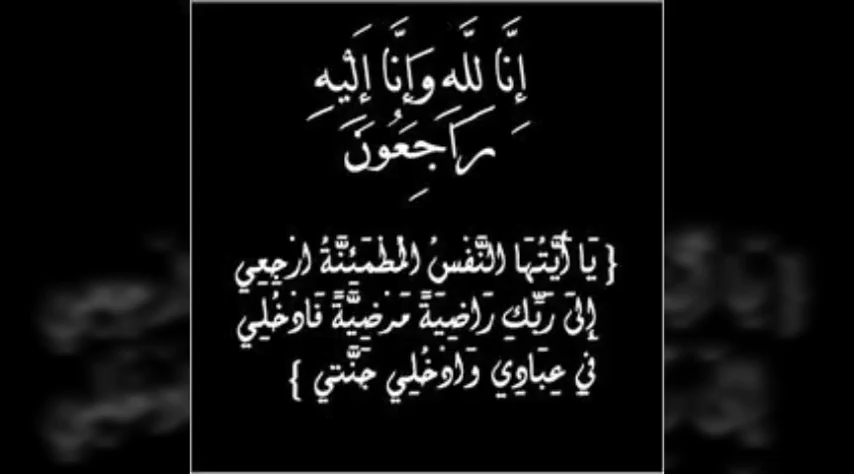 إِنَّا لِلَّهِ وَإِنَّا إِلَيْهِ
رَاجِعُونَ
{ يَا أَيَّتُهَا النَّفْسُ الْمُطْمَئِنَّةُ ارْجِعِي
إِلَى رَبِّكِ رَاضِيَةً مَرْضِيَّةً فَادْخُلِي
فِي عِبَادِي وَادْخُلِي جَنَّتِي }